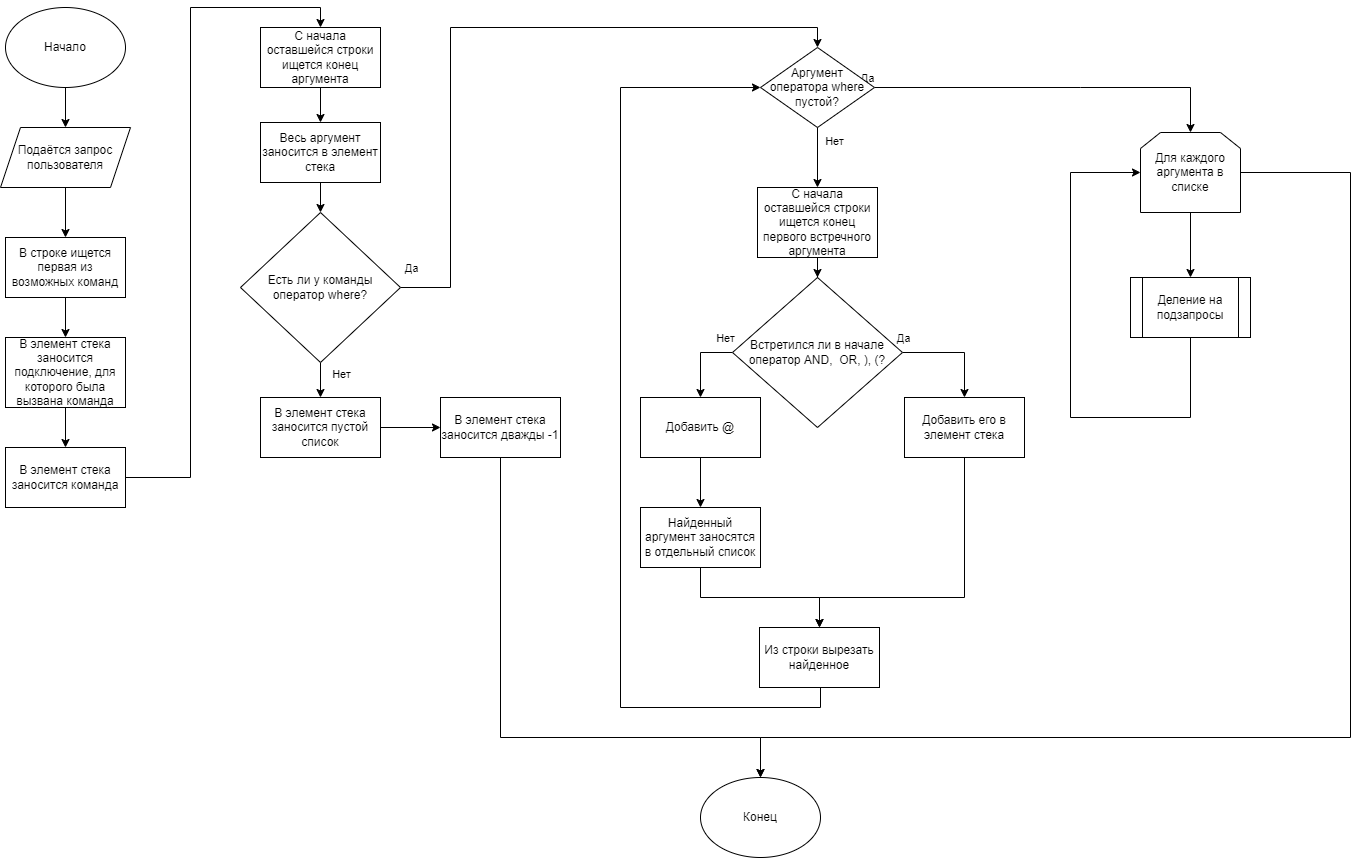 Начало
Подаётся запрос
пользователя
В строке ищется
первая из
возможных команд
В элемент стека
заносится
подключение, для
которого была
вызвана команда
В элемент стека
заносится команда
С начала
оставшейся строки
ищется конец
аргумента
Весь аргумент
заносится в элемент
стека
Есть ли у команды
оператор where?
Да
Нет
В элемент стека
заносится пустой
список
В элемент стека
заносится дважды -1
Аргумент
оператора where
пустой?
Да
Нет
С начала
оставшейся строки
ищется конец
первого встречного
аргумента
Встретился ли в начале
оператор AND, OR, ), (?
Нет
Да
Добавить @
Добавить его в
элемент стека
Найденный
аргумент заносятся
в отдельный список
Из строки вырезать
найденное
Для каждого
аргумента в
списке
Деление на
подзапросы
Конец